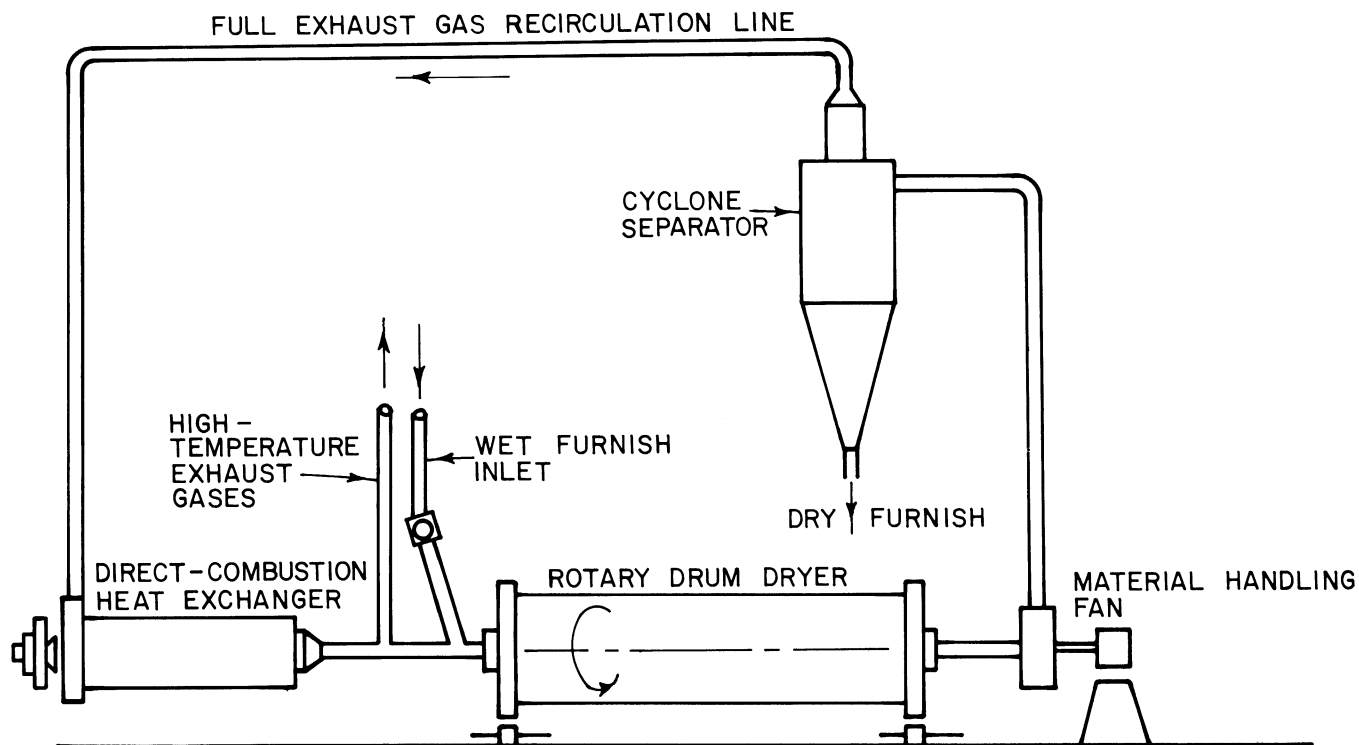 FULL EXHAUST GAS RECIRCULATION LINE
CYCLONE
SEPARATOR
HIGH-
TEMPERATURE
EXHAUST
GASES
WET FURNISH
INLET
DRY FURNISH
DIRECT-COMBUSTION
HEAT EXCHANGER
ROTARY DRUM DRYER
MATERIAL HANDLING
FAN